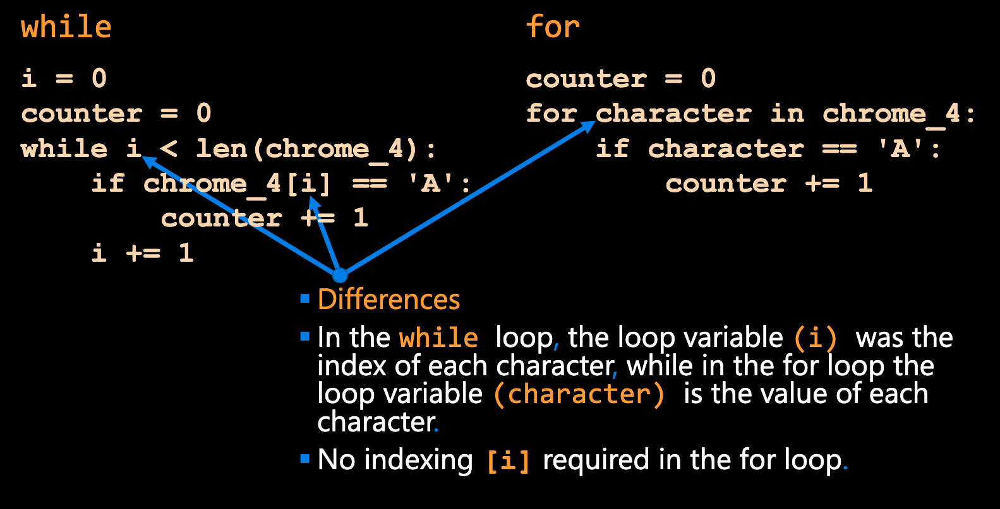 while
i = 0
counter = 0
while i < len(chrome_4):
    if chrome_4[i] == 'A':
        counter += 1
    i += 1
for
counter = 0
for character in chrome_4:
    if character == 'A':
        counter += 1
▪ Differences
▪ In the while loop, the loop variable (i) was the
index of each character, while in the for loop the
loop variable (character) is the value of each
character.
▪ No indexing [i] required in the for loop.